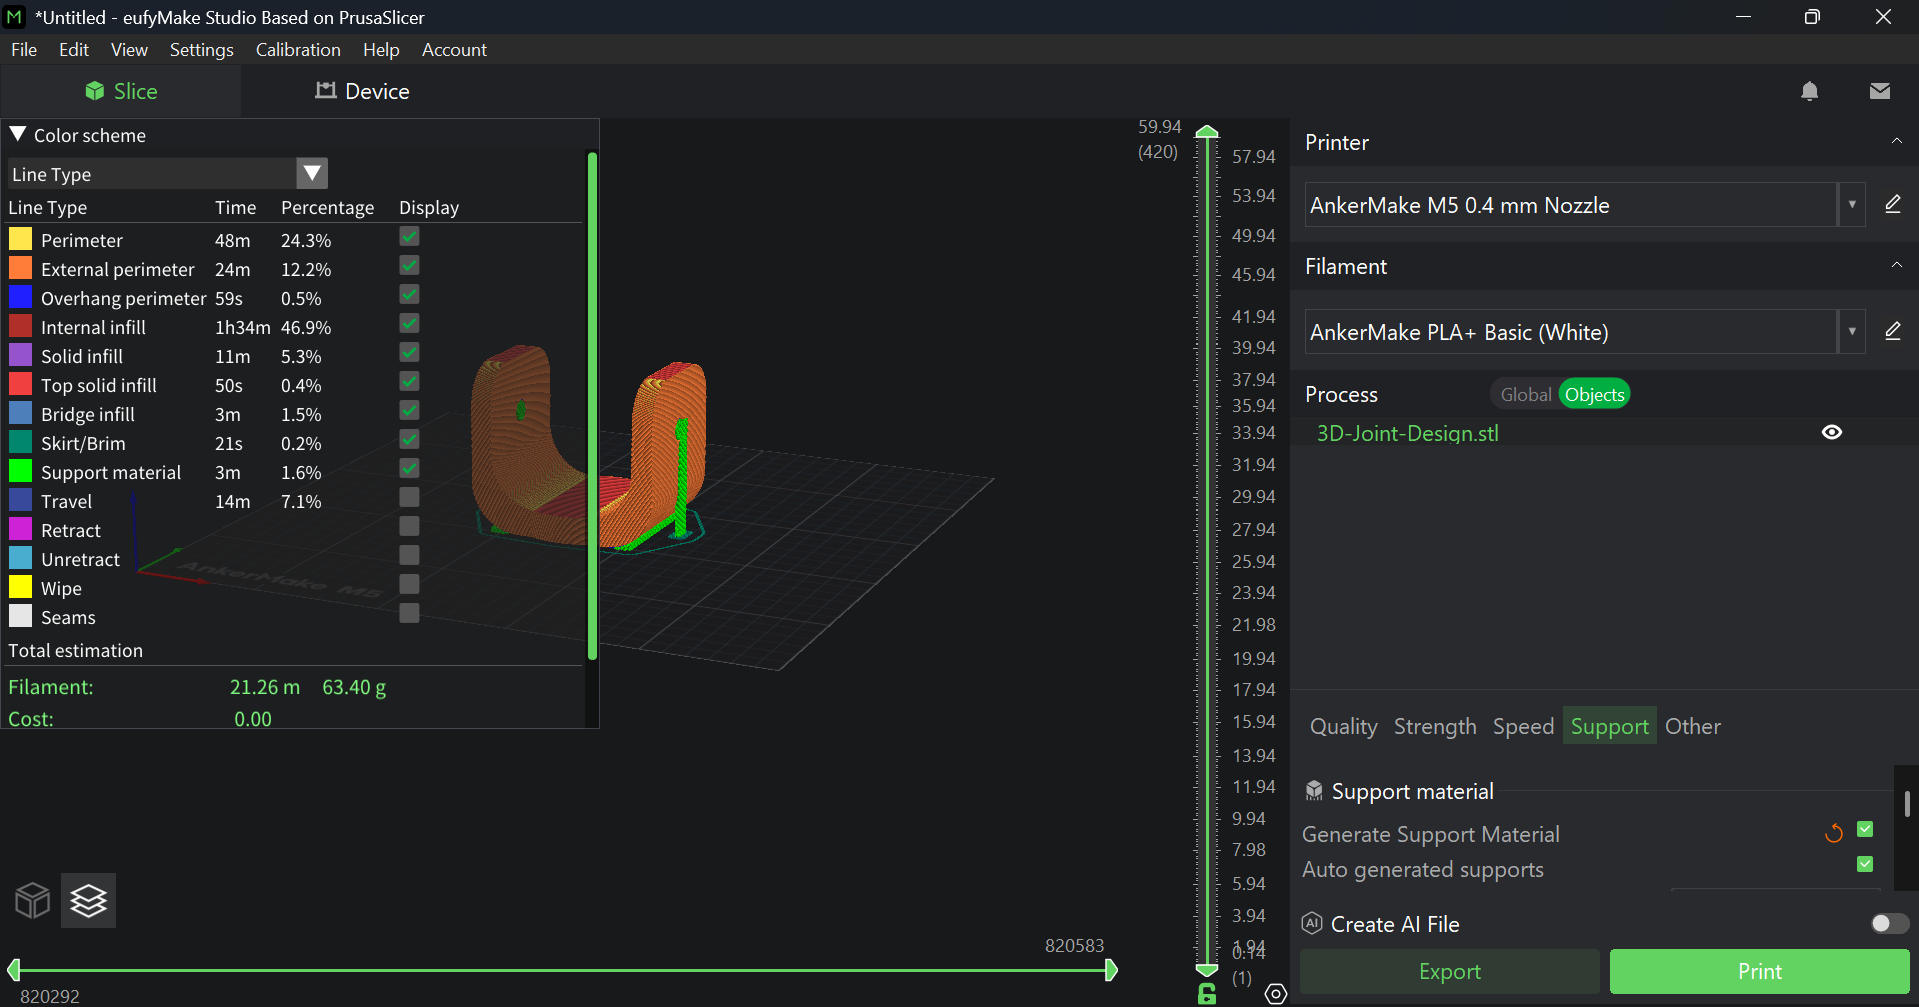 *Untitled - eufyMake Studio Based on PrusaSlicer
File Edit View Settings Calibration Help Account
Slice Device
Color scheme
Line Type
Line Type Time Percentage Display
Perimeter 48m 24.3%
External perimeter 24m 12.2%
Overhang perimeter 59s 0.5%
Internal infill 1h34m 46.9%
Solid infill 11m 5.3%
Top solid infill 50s 0.4%
Bridge infill 3m 1.5%
Skirt/Brim 21s 0.2%
Support material 3m 1.6%
Travel 14m 7.1%
Retract
Unretract
Wipe
Seams
Total estimation
Filament: 21.26 m 63.40 g
Cost: 0.00
AnkerMake M5
820583
820292
59.94
(420)
57.94
53.94
49.94
45.94
41.94
39.94
37.94
35.94
33.94
31.94
29.94
27.94
25.94
23.94
21.98
19.94
17.94
15.94
13.94
11.94
9.94
7.98
5.94
3.94
1.94
0.14
(1)
Printer
AnkerMake M5 0.4 mm Nozzle
Filament
AnkerMake PLA+ Basic (White)
Process Global Objects
3D-Joint-Design.stl
Quality Strength Speed Support Other
Support material
Generate Support Material
Auto generated supports
AI Create AI File
Export Print